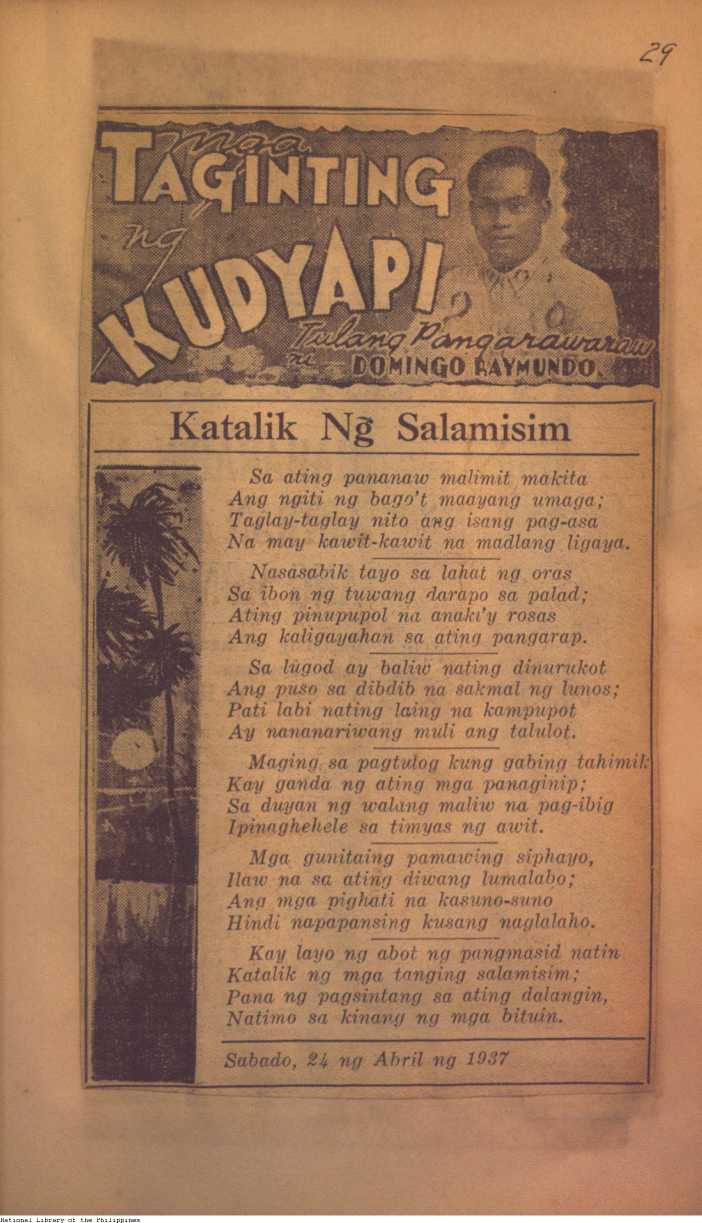 29
mga
TAGINTING
ng
KUDYAPI
Tulang Pangarawaraw
ni DOMINGO RAYMUNDO.
Katalik Ng̃ Salamisim
Sa ating pananaw malimit makita
Ang ngiti ng bago't maayang umaga;
Taglay-taglay nito ang isang pag-asa
Na may kawit-kawit na madlang ligaya.
Nasasabik tayo sa lahat ng oras
Sa ibon ng tuwang darapo sa palad;
Ating pinupupol na anaki'y rosas
Ang kaligayahan sa ating pangarap.
Sa lugod ay baliw nating dinurukot
Ang puso sa dibdib na sakmal ng lunos;
Pati labi nating laing na kampupot
Ay nananariwang muli ang talulot.
Maging sa pagtulog kung gabing tahimik
Kay ganda ng ating mga panaginip;
Sa duyan ng walang maliw na pag-ibig
Ipinaghehele sa timyas ng awit.
Mga gunitaing pamawing siphayo,
Ilaw na sa ating diwang lumalabo;
Ang mga pighati na kasuno-suno
Hindi napapansing kusang naglalaho.
Kay layo ng abot ng pangmasid natin
Katalik ng mga tanging salamisim;
Pana ng pagsintang sa ating dalangin,
Natimo sa kinang ng mga bituin.
Sabado, 24 ng Abril ng 1937
National Library of the Philippines